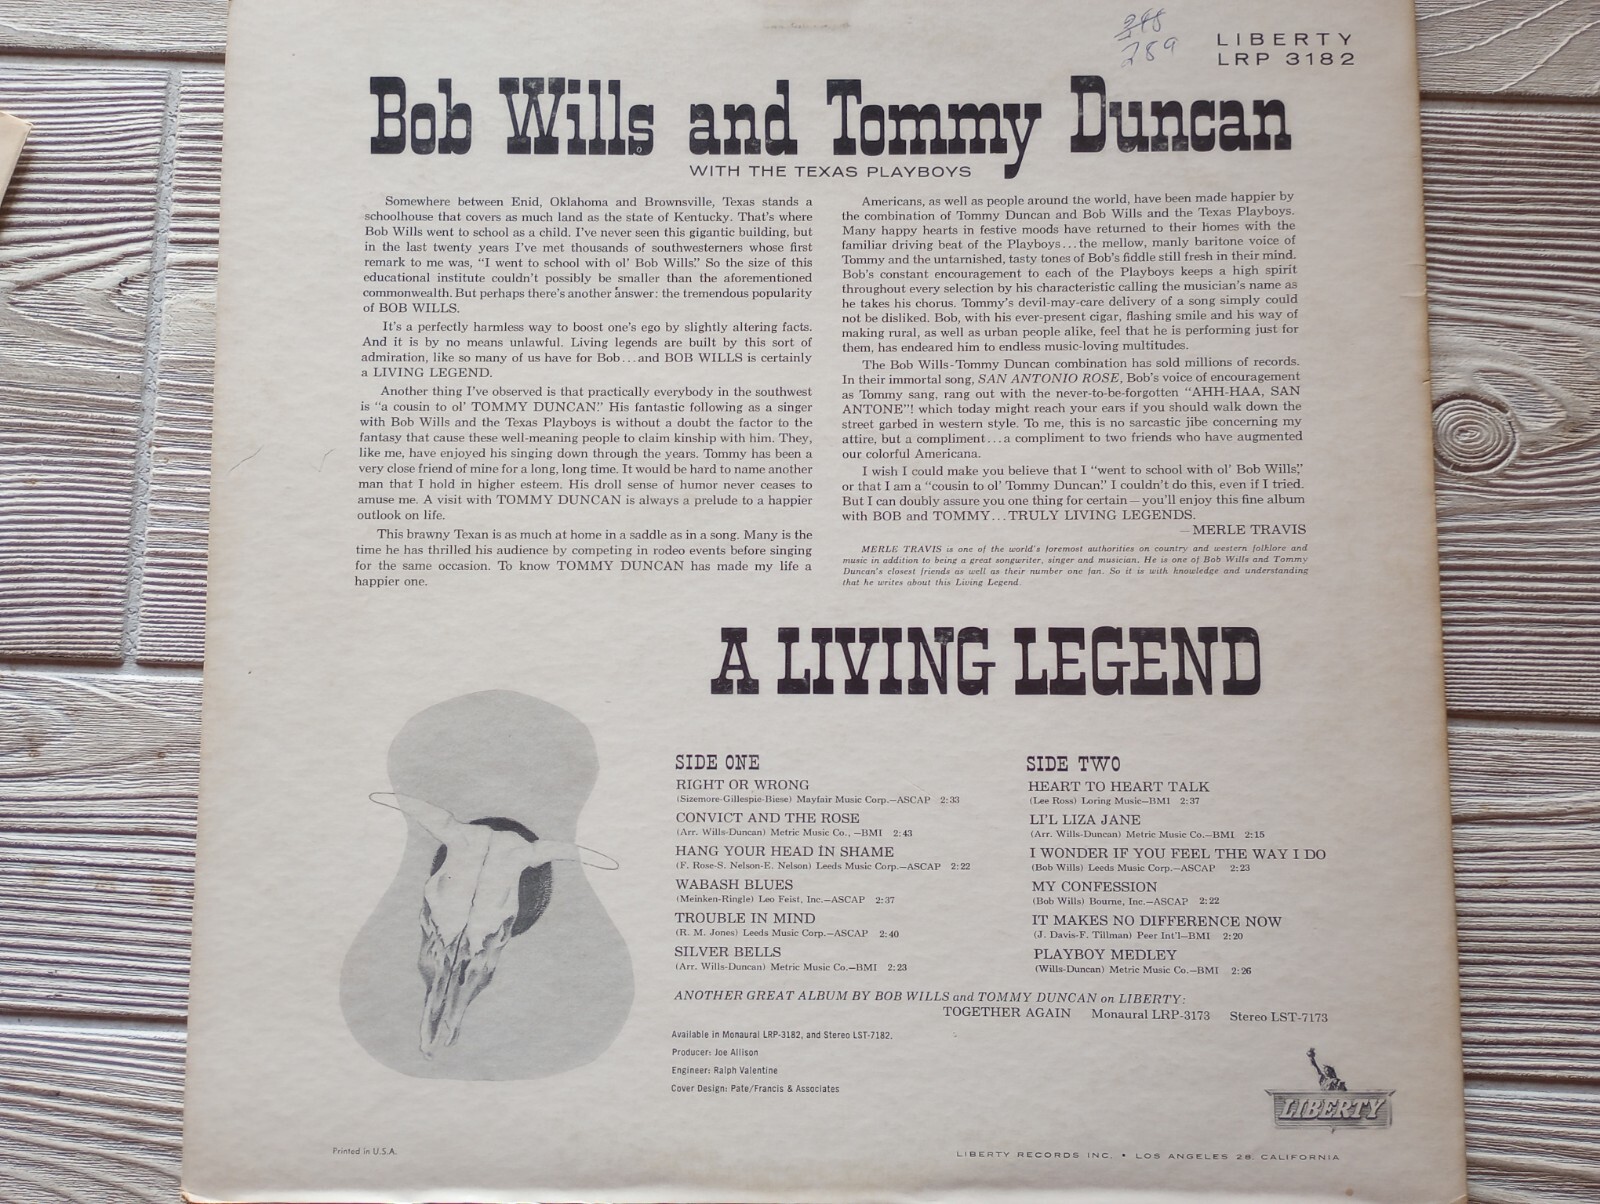 LIBERTY
LRP 3182
289
Bob Wills and Tommy Duncan
WITH THE TEXAS PLAYBOYS
Somewhere between Enid, Oklahoma and Brownsville, Texas stands a
schoolhouse that covers as much land as the state of Kentucky. That's where
Bob Wills went to school as a child. I've never seen this gigantic building, but
in the last twenty years I've met thousands of southwesterners whose first
remark to me was, "I went to school with ol' Bob Wills." So the size of this
educational institute couldn't possibly be smaller than the aforementioned
commonwealth. But perhaps there's another answer: the tremendous popularity
of BOB WILLS.
It's a perfectly harmless way to boost one's ego by slightly altering facts.
And it is by no means unlawful. Living legends are built by this sort of
admiration, like so many of us have for Bob...and BOB WILLS is certainly
a LIVING LEGEND.
Another thing I've observed is that practically everybody in the southwest
is "a cousin to ol' TOMMY DUNCAN." His fantastic following as a singer
with Bob Wills and the Texas Playboys is without a doubt the factor to the
fantasy that cause these well-meaning people to claim kinship with him. They,
like me, have enjoyed his singing down through the years. Tommy has been a
very close friend of mine for a long, long time. It would be hard to name another
man that I hold in higher esteem. His droll sense of humor never ceases to
amuse me. A visit with TOMMY DUNCAN is always a prelude to a happier
outlook on life.
This brawny Texan is as much at home in a saddle as in a song. Many is the
time he has thrilled his audience by competing in rodeo events before singing
for the same occasion. To know TOMMY DUNCAN has made my life a
happier one.
Americans, as well as people around the world, have been made happier by
the combination of Tommy Duncan and Bob Wills and the Texas Playboys.
Many happy hearts in festive moods have returned to their homes with the
familiar driving beat of the Playboys...the mellow, manly baritone voice of
Tommy and the untarnished, tasty tones of Bob's fiddle still fresh in their mind.
Bob's constant encouragement to each of the Playboys keeps a high spirit
throughout every selection by his characteristic calling the musician's name as
he takes his chorus. Tommy's devil-may-care delivery of a song simply could
not be disliked. Bob, with his ever-present cigar, flashing smile and his way of
making rural, as well as urban people alike, feel that he is performing just for
them, has endeared him to endless music-loving multitudes.
The Bob Wills-Tommy Duncan combination has sold millions of records.
In their immortal song, SAN ANTONIO ROSE, Bob's voice of encouragement
as Tommy sang, rang out with the never-to-be-forgotten "AHH-HAA, SAN
ANTONE"! which today might reach your ears if you should walk down the
street garbed in western style. To me, this is no sarcastic jibe concerning my
attire, but a compliment...a compliment to two friends who have augmented
our colorful Americana.
I wish I could make you believe that I "went to school with ol' Bob Wills,"
or that I am a "cousin to ol' Tommy Duncan." I couldn't do this, even if I tried.
But I can doubly assure you one thing for certain — you'll enjoy this fine album
with BOB and TOMMY...TRULY LIVING LEGENDS.
—MERLE TRAVIS
MERLE TRAVIS is one of the world's foremost authorities on country and western folklore and
music in addition to being a great songwriter, singer and musician. He is one of Bob Wills and Tommy
Duncan's closest friends as well as their number one fan. So it is with knowledge and understanding
that he writes about this Living Legend.
A LIVING LEGEND
SIDE ONE
RIGHT OR WRONG
(Sizemore-Gillespie-Biese) Mayfair Music Corp.—ASCAP 2:33
CONVICT AND THE ROSE
(Arr. Wills-Duncan) Metric Music Co., —BMI 2:43
HANG YOUR HEAD IN SHAME
(F. Rose-S. Nelson-E. Nelson) Leeds Music Corp.—ASCAP 2:22
WABASH BLUES
(Meinken-Ringle) Leo Feist, Inc.—ASCAP 2:37
TROUBLE IN MIND
(R. M. Jones) Leeds Music Corp.—ASCAP 2:40
SILVER BELLS
(Arr. Wills-Duncan) Metric Music Co.—BMI 2:23
SIDE TWO
HEART TO HEART TALK
(Lee Ross) Loring Music—BMI 2:37
LI'L LIZA JANE
(Arr. Wills-Duncan) Metric Music Co.—BMI 2:15
I WONDER IF YOU FEEL THE WAY I DO
(Bob Wills) Leeds Music Corp.—ASCAP 2:23
MY CONFESSION
(Bob Wills) Bourne, Inc.—ASCAP 2:22
IT MAKES NO DIFFERENCE NOW
(J. Davis-F. Tillman) Peer Int'l—BMI 2:20
PLAYBOY MEDLEY
(Wills-Duncan) Metric Music Co.—BMI 2:26
ANOTHER GREAT ALBUM BY BOB WILLS and TOMMY DUNCAN on LIBERTY:
TOGETHER AGAIN Monaural LRP-3173 Stereo LST-7173
Available in Monaural LRP-3182, and Stereo LST-7182.
Producer: Joe Allison
Engineer: Ralph Valentine
Cover Design: Pate/Francis & Associates
LIBERTY
Printed in U.S.A.
LIBERTY RECORDS INC. • LOS ANGELES 28, CALIFORNIA